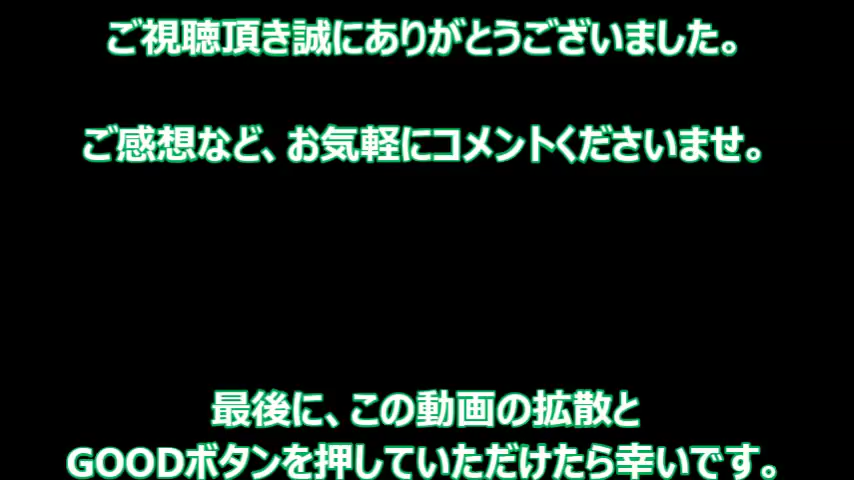 ご視聴頂き誠にありがとうございました。
ご感想など、お気軽にコメントくださいませ。
最後に、この動画の拡散と
GOODボタンを押していただけたら幸いです。